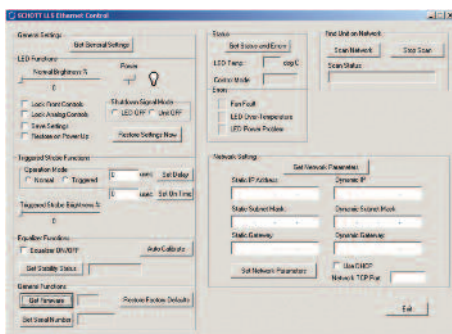 SCHOTT LLS Ethernet Control
General Settings
Get General Settings
LED Functions
Normal Brightness %
Power
0
Lock Front Controls
Lock Analog Controls
Save Settings
Restore on Power-Up
Shutdown Signal Mode
LED OFF
Unit OFF
Restore Settings Now
Triggered Strobe Functions
Operation Mode
Normal
Triggered
0 usec Set Delay
0 usec Set On Time
Triggered Strobe Brightness %
0
Equalizer Functions
Equalizer ON/OFF
Auto Calibrate
Get Stability Status
General Functions
Get Firmware
Restore Factory Defaults
Get Serial Number
Status
Get Status and Errors
LED Temp: deg C
Control Mode
Errors
Fan Fault
LED Over-Temperature
LED Power Problem
Find Unit on Network
Scan Network
Stop Scan
Scan Status:
Network Setting
Get Network Parameters
Static IP Address:
Dynamic IP
Static Subnet Mask:
Dynamic Subnet Mask
Static Gateway:
Dynamic Gateway:
Set Network Parameters
Use DHCP
Network TCP Port:
Exit